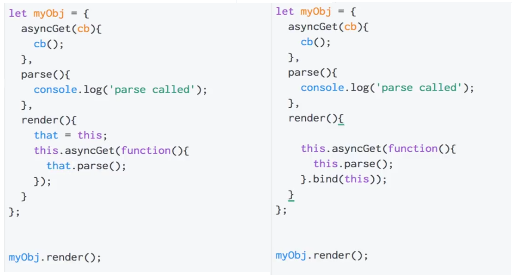 let myObj = {
  asyncGet(cb){
    cb();
  },
  parse(){
    console.log('parse called');
  },
  render(){
    that = this;
    this.asyncGet(function(){
      that.parse();
    });
  }
};
myObj.render();
let myObj = {
  asyncGet(cb){
    cb();
  },
  parse(){
    console.log('parse called');
  },
  render(){
    this.asyncGet(function(){
      this.parse();
    }.bind(this));
  }
};
myObj.render();